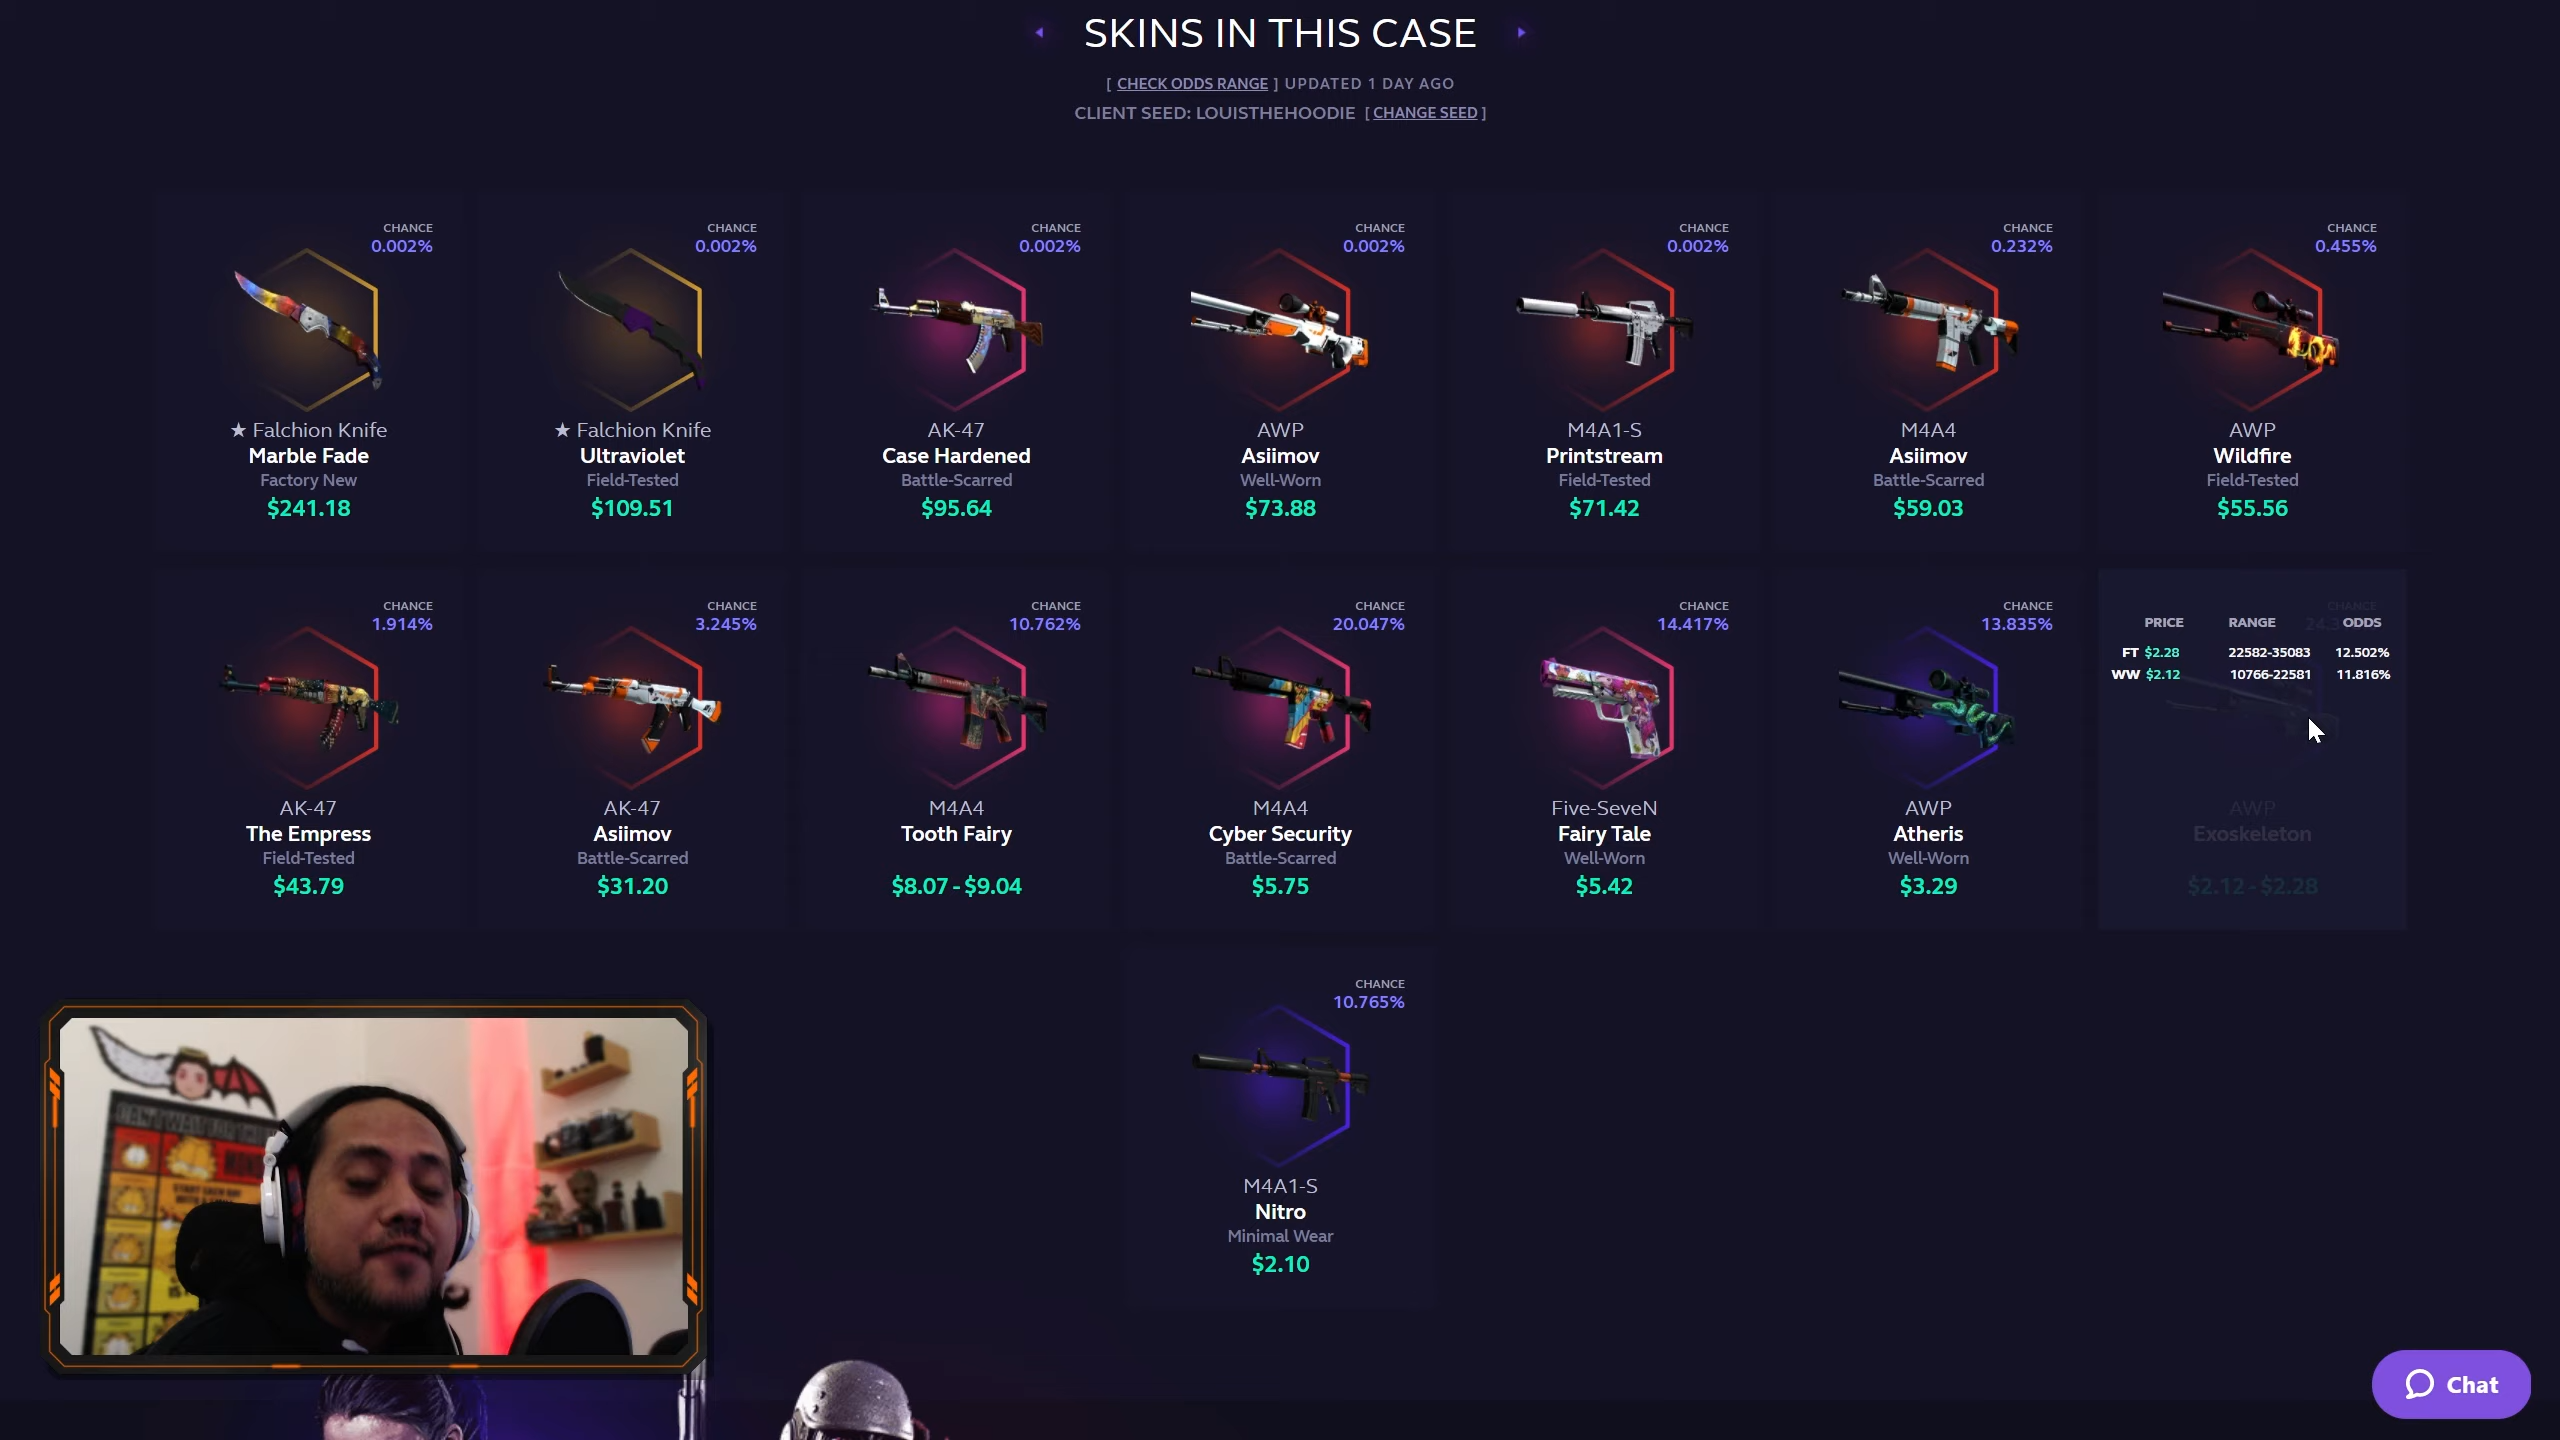 SKINS IN THIS CASE
[ CHECK ODDS RANGE ] UPDATED 1 DAY AGO
CLIENT SEED: LOUISTHEHOODIE [ CHANGE SEED ]
CHANCE
0.002%
★ Falchion Knife
Marble Fade
Factory New
$241.18
CHANCE
0.002%
★ Falchion Knife
Ultraviolet
Field-Tested
$109.51
CHANCE
0.002%
AK-47
Case Hardened
Battle-Scarred
$95.64
CHANCE
0.002%
AWP
Asiimov
Well-Worn
$73.88
CHANCE
0.002%
M4A1-S
Printstream
Field-Tested
$71.42
CHANCE
0.232%
M4A4
Asiimov
Battle-Scarred
$59.03
CHANCE
0.455%
AWP
Wildfire
Field-Tested
$55.56
CHANCE
1.914%
AK-47
The Empress
Field-Tested
$43.79
CHANCE
3.245%
AK-47
Asiimov
Battle-Scarred
$31.20
CHANCE
10.762%
M4A4
Tooth Fairy
$8.07 - $9.04
CHANCE
20.047%
M4A4
Cyber Security
Battle-Scarred
$5.75
CHANCE
14.417%
Five-SeveN
Fairy Tale
Well-Worn
$5.42
CHANCE
13.835%
AWP
Atheris
Well-Worn
$3.29
CHANCE
PRICE RANGE ODDS
FT $2.28 22582-35083 12.502%
WW $2.12 10766-22581 11.816%
AWP
Exoskeleton
$2.12 - $2.28
CHANCE
10.765%
M4A1-S
Nitro
Minimal Wear
$2.10
CAN'T WAIT FOR THE
START EACH DAY
Chat